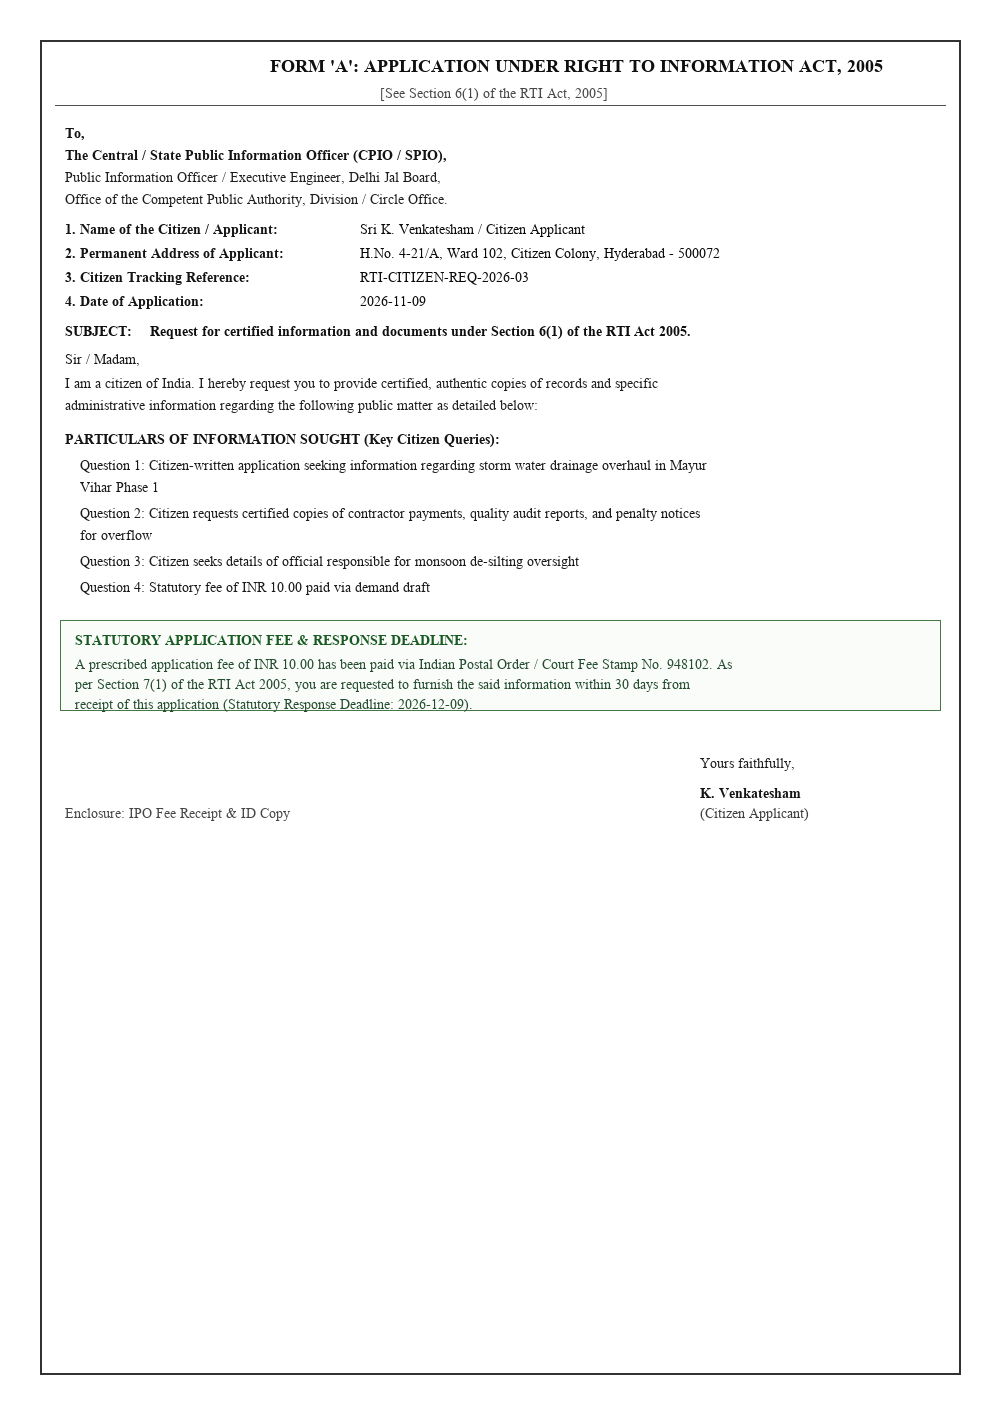 FORM 'A': APPLICATION UNDER RIGHT TO INFORMATION ACT, 2005
[See Section 6(1) of the RTI Act, 2005]
To,
The Central / State Public Information Officer (CPIO / SPIO),
Public Information Officer / Executive Engineer, Delhi Jal Board,
Office of the Competent Public Authority, Division / Circle Office.
1. Name of the Citizen / Applicant: Sri K. Venkatesham / Citizen Applicant
2. Permanent Address of Applicant: H.No. 4-21/A, Ward 102, Citizen Colony, Hyderabad - 500072
3. Citizen Tracking Reference: RTI-CITIZEN-REQ-2026-03
4. Date of Application: 2026-11-09
SUBJECT: Request for certified information and documents under Section 6(1) of the RTI Act 2005.
Sir / Madam,
I am a citizen of India. I hereby request you to provide certified, authentic copies of records and specific
administrative information regarding the following public matter as detailed below:
PARTICULARS OF INFORMATION SOUGHT (Key Citizen Queries):
Question 1: Citizen-written application seeking information regarding storm water drainage overhaul in Mayur
Vihar Phase 1
Question 2: Citizen requests certified copies of contractor payments, quality audit reports, and penalty notices
for overflow
Question 3: Citizen seeks details of official responsible for monsoon de-silting oversight
Question 4: Statutory fee of INR 10.00 paid via demand draft
STATUTORY APPLICATION FEE & RESPONSE DEADLINE:
A prescribed application fee of INR 10.00 has been paid via Indian Postal Order / Court Fee Stamp No. 948102. As
per Section 7(1) of the RTI Act 2005, you are requested to furnish the said information within 30 days from
receipt of this application (Statutory Response Deadline: 2026-12-09).
Yours faithfully,
K. Venkatesham
Enclosure: IPO Fee Receipt & ID Copy (Citizen Applicant)